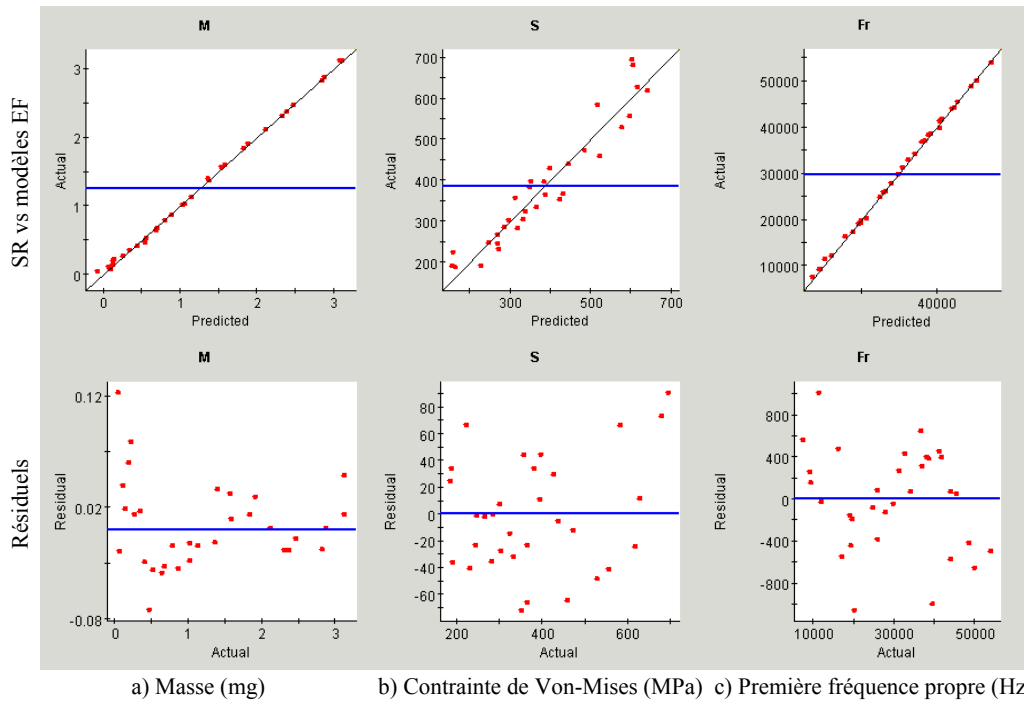 M
S
Fr
SR vs modèles EF
Actual
3
2
1
0
0
1
2
3
Predicted
Actual
700
600
500
400
300
200
300
500
700
Predicted
Actual
50000
40000
30000
20000
10000
40000
Predicted
M
S
Fr
Résiduels
Residual
0.12
0.02
-0.08
0
1
2
3
Actual
Residual
80
60
40
20
0
-20
-40
-60
200
400
600
Actual
Residual
800
400
0
-400
-800
10000
30000
50000
Actual
a) Masse (mg)
b) Contrainte de Von-Mises (MPa)
c) Première fréquence propre (Hz